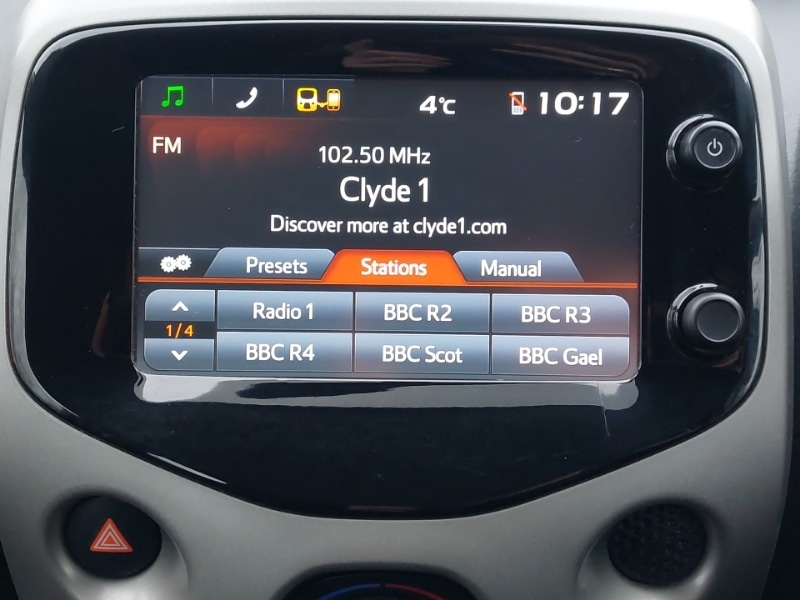 4°C 10:17
FM
102.50 MHz
Clyde 1
Discover more at clyde1.com
Presets Stations Manual
Radio 1 BBC R2 BBC R3
1/4
BBC R4 BBC Scot BBC Gael